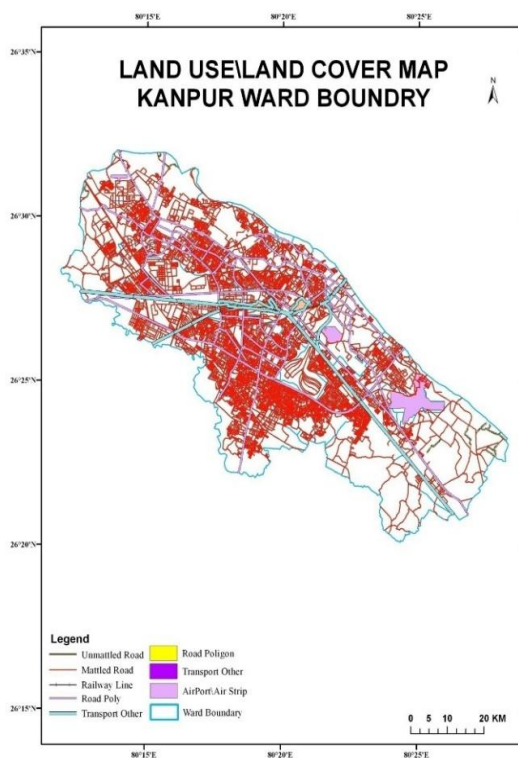 80°15'E 80°20'E 80°25'E
26°35'N
LAND USE\LAND COVER MAP
KANPUR WARD BOUNDRY
N
26°30'N
26°25'N
26°20'N
26°15'N
Legend
Unmattled Road
Mattled Road
Railway Line
Road Poly
Transport Other
Road Poligon
Transport Other
AirPort\Air Strip
Ward Boundary
0 5 10 20 KM
80°15'E 80°20'E 80°25'E